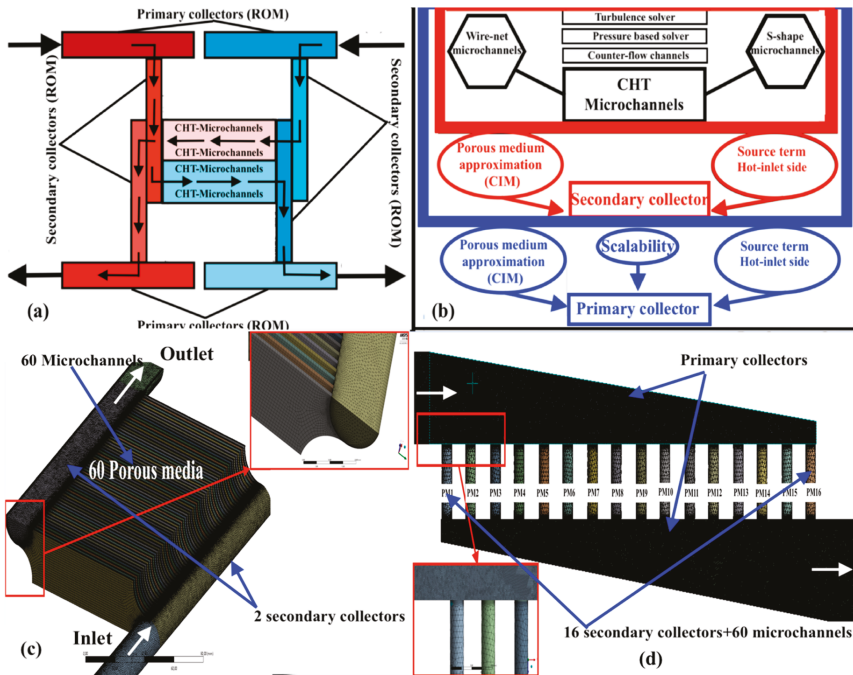 Primary collectors (ROM)
Secondary collectors (ROM)
CHT-Microchannels
CHT-Microchannels
CHT-Microchannels
CHT-Microchannels
Secondary collectors (ROM)
(a)
Primary collectors (ROM)
Turbulence solver
Pressure based solver
Counter-flow channels
Wire-net
microchannels
S-shape
microchannels
CHT
Microchannels
Porous medium
approximation
(CIM)
Source term
Hot-inlet side
Secondary collector
Porous medium
approximation
(CIM)
Scalability
Source term
Hot-inlet side
(b)
Primary collector
60 Microchannels
Outlet
60 Porous media
2 secondary collectors
Inlet
(c)
Primary collectors
PM1 PM2 PM3 PM4 PM5 PM6 PM7 PM8 PM9 PM10 PM11 PM12 PM13 PM14 PM15 PM16
16 secondary collectors+60 microchannels
(d)